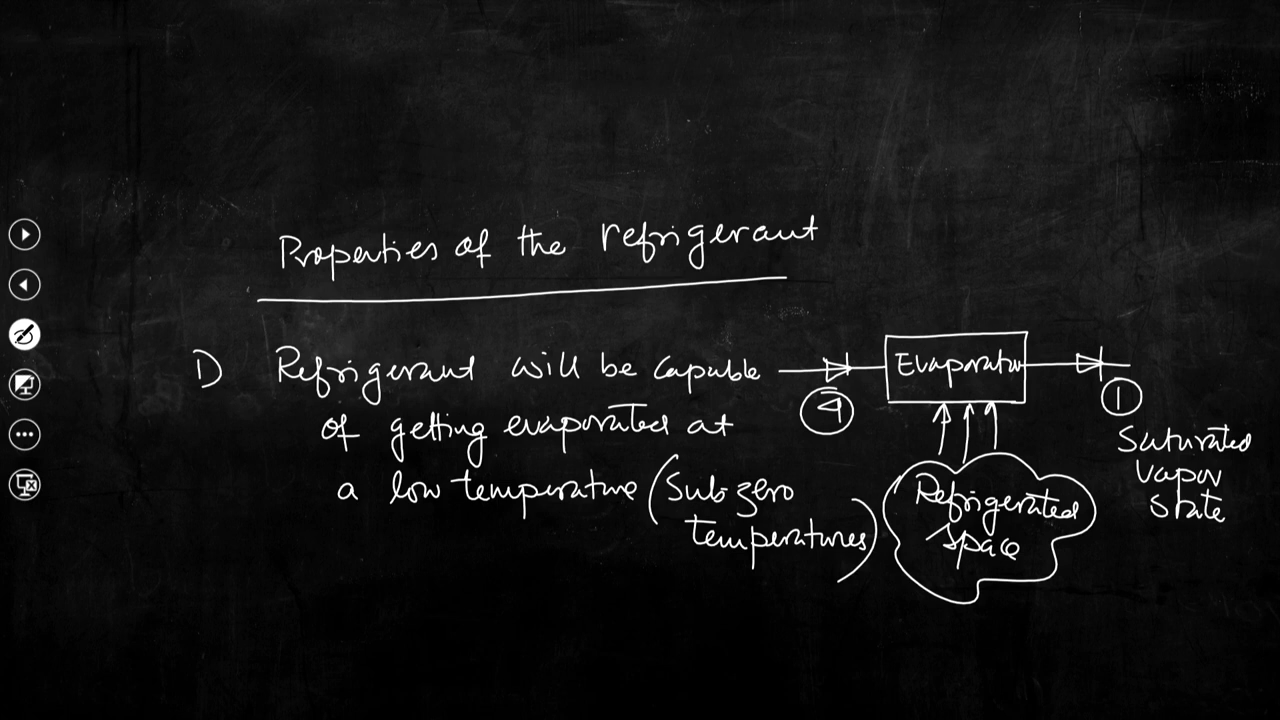 Properties of the refrigerant
1) Refrigerant will be capable
of getting evaporated at
a low temperature (Sub-zero
temperatures)
Evaporator
4
1
Saturated
vapor
state
Refrigerated
space